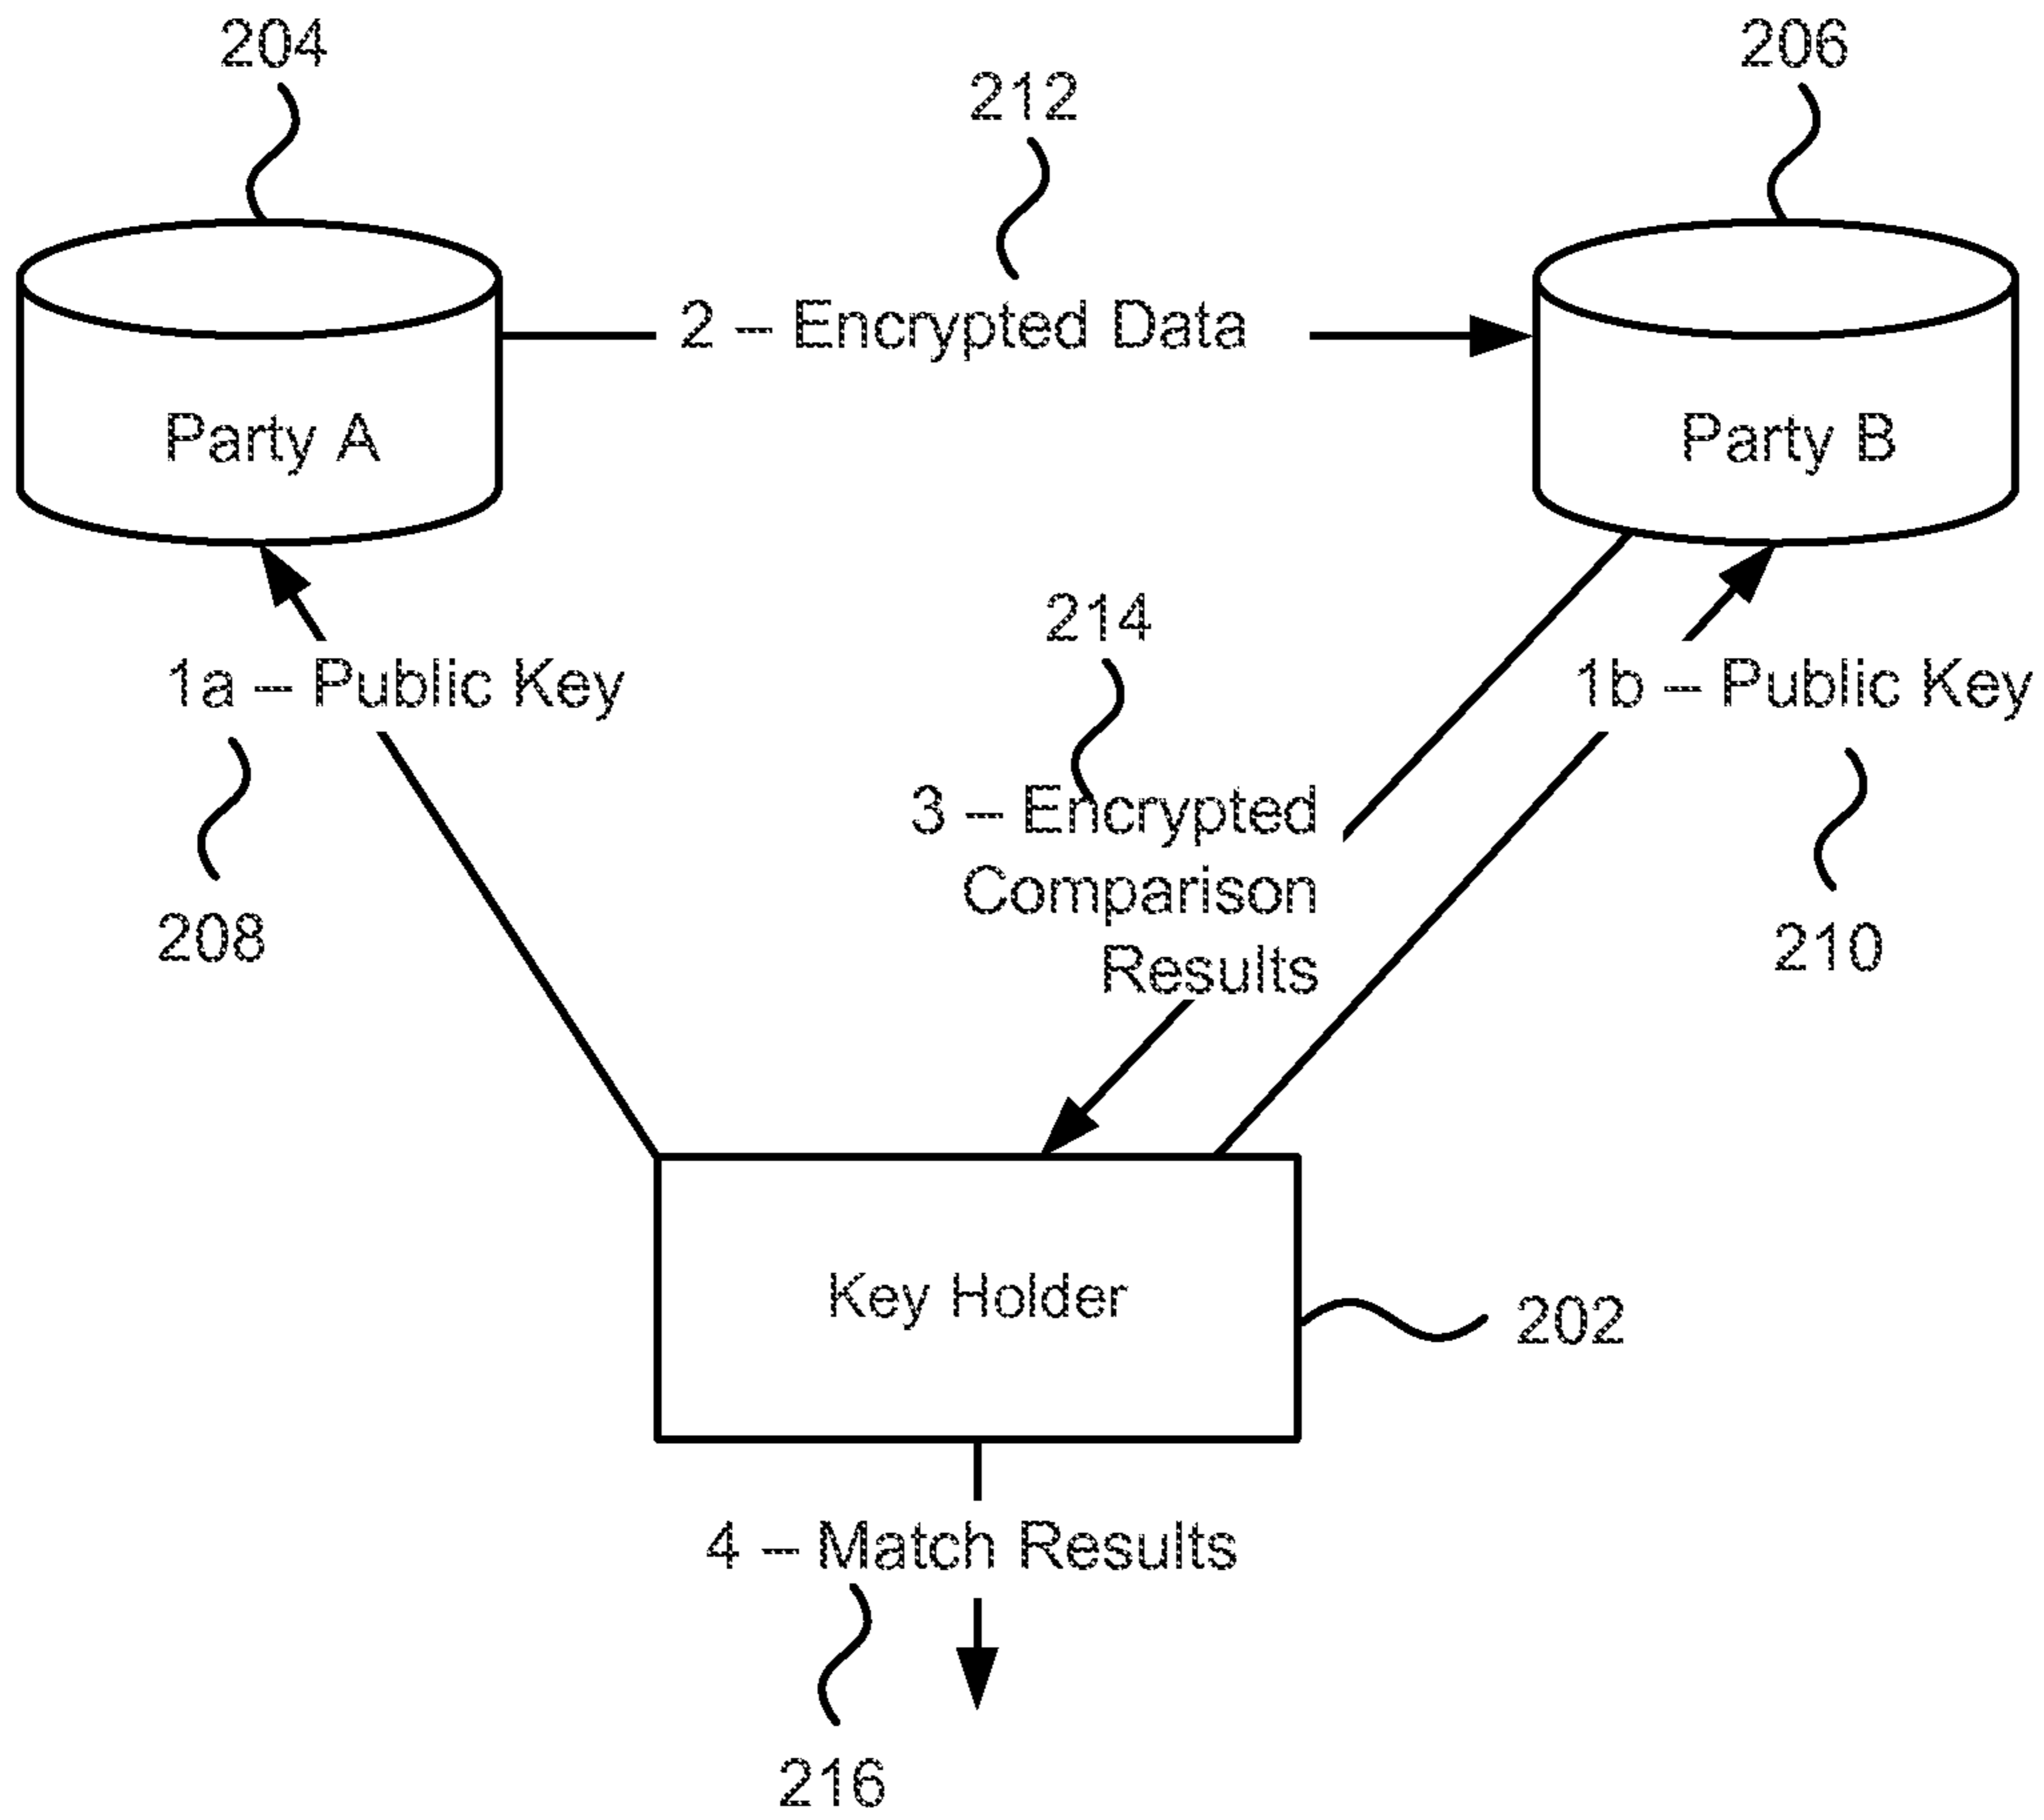 204
206
212
2 – Encrypted Data
Party A
Party B
214
1a – Public Key
1b – Public Key
3 – Encrypted
Comparison
Results
208
210
Key Holder
202
4 – Match Results
216